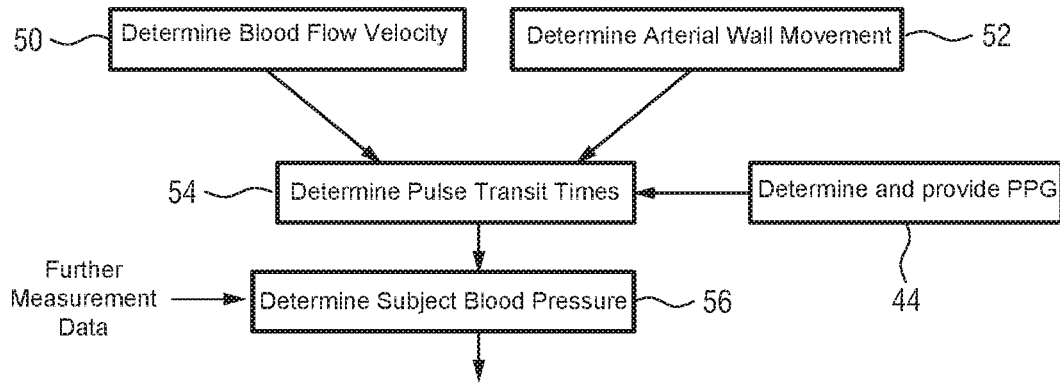 50
Determine Blood Flow Velocity
Determine Arterial Wall Movement
52
54
Determine Pulse Transit Times
Determine and provide PPG
44
Further
Measurement
Data
Determine Subject Blood Pressure
56